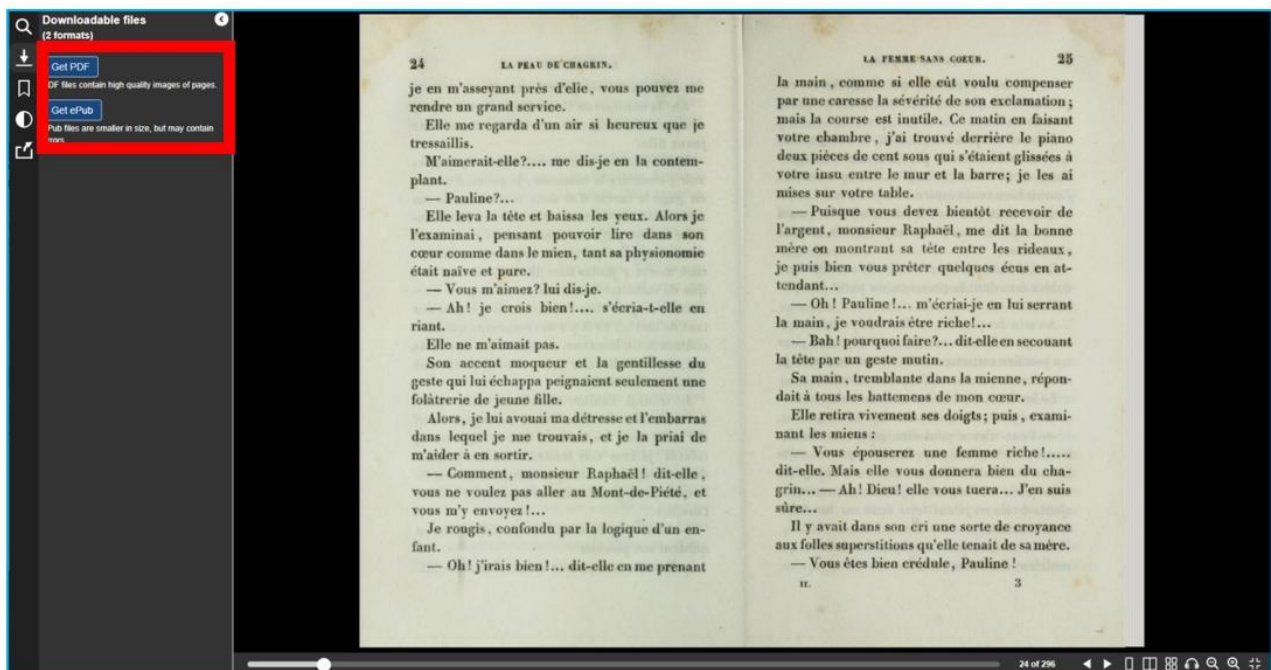 Downloadable files
(2 formats)
Get PDF
PDF files contain high quality images of pages.
Get ePub
ePub files are smaller in size, but may contain
errors
24 LA PEAU DE CHAGRIN.
je en m'asseyant près d'elle, vous pouvez me
rendre un grand service.
Elle me regarda d'un air si heureux que je
tressaillis.
M'aimerait-elle?.... me dis-je en la contem-
plant.
— Pauline?...
Elle leva la tête et baissa les yeux. Alors je
l'examinai, pensant pouvoir lire dans son
cœur comme dans le mien, tant sa physionomie
était naïve et pure.
— Vous m'aimez? lui dis-je.
— Ah! je crois bien!.... s'écria-t-elle en
riant.
Elle ne m'aimait pas.
Son accent moqueur et la gentillesse du
geste qui lui échappa peignaient seulement une
folâtrerie de jeune fille.
Alors, je lui avouai ma détresse et l'embarras
dans lequel je me trouvais, et je la priai de
m'aider à en sortir.
— Comment, monsieur Raphaël! dit-elle,
vous ne voulez pas aller au Mont-de-Piété, et
vous m'y envoyez!...
Je rougis, confondu par la logique d'un en-
fant.
— Oh! j'irais bien!... dit-elle en me prenant
LA FEMME SANS COEUR. 25
la main, comme si elle eût voulu compenser
par une caresse la sévérité de son exclamation;
mais la course est inutile. Ce matin en faisant
votre chambre, j'ai trouvé derrière le piano
deux pièces de cent sous qui s'étaient glissées à
votre insu entre le mur et la barre; je les ai
mises sur votre table.
— Puisque vous devez bientôt recevoir de
l'argent, monsieur Raphaël, me dit la bonne
mère en montrant sa tête entre les rideaux,
je puis bien vous prêter quelques écus en at-
tendant...
— Oh! Pauline!... m'écriai-je en lui serrant
la main, je voudrais être riche!...
— Bah! pourquoi faire?... dit-elle en secouant
la tête par un geste mutin.
Sa main, tremblante dans la mienne, répon-
dait à tous les battemens de mon cœur.
Elle retira vivement ses doigts; puis, exami-
nant les miens:
— Vous épouserez une femme riche!.....
dit-elle. Mais elle vous donnera bien du cha-
grin... — Ah! Dieu! elle vous tuera... J'en suis
sûre...
Il y avait dans son cri une sorte de croyance
aux folles superstitions qu'elle tenait de sa mère.
— Vous êtes bien crédule, Pauline!
II. 3
24 of 296